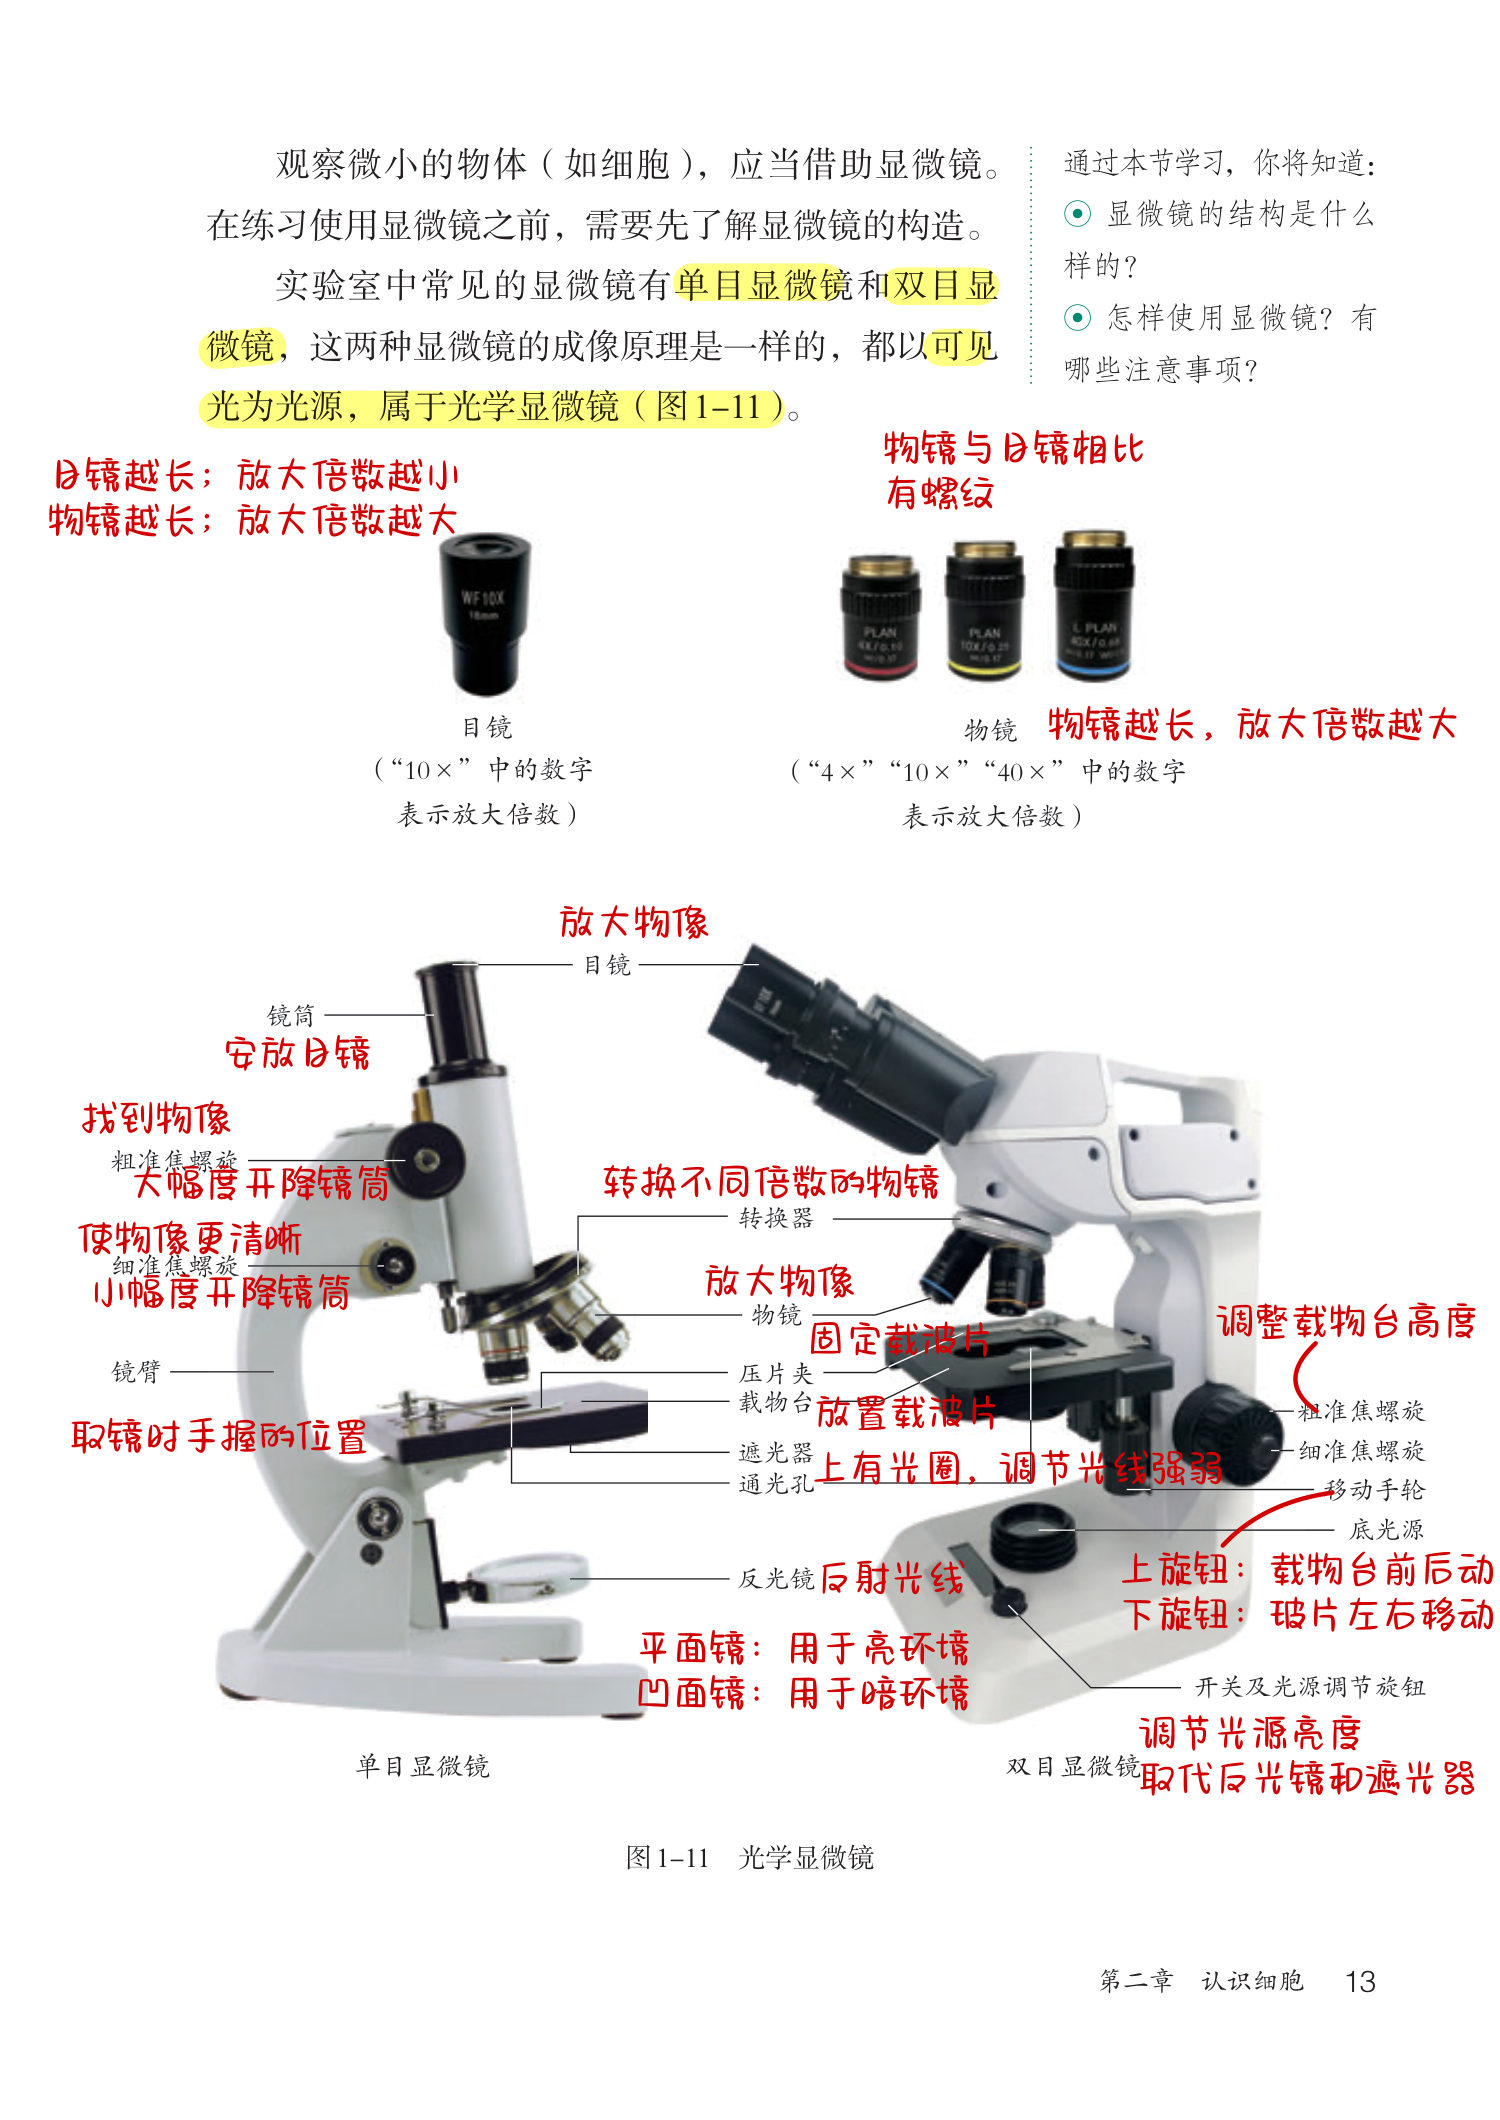 观察微小的物体（如细胞），应当借助显微镜。
在练习使用显微镜之前，需要先了解显微镜的构造。
实验室中常见的显微镜有单目显微镜和双目显
微镜，这两种显微镜的成像原理是一样的，都以可见
光为光源，属于光学显微镜（图1-11）。
通过本节学习，你将知道：
显微镜的结构是什么
样的？
怎样使用显微镜？有
哪些注意事项？
目镜越长；放大倍数越小
物镜越长；放大倍数越大
物镜与目镜相比
有螺纹
WF10X
18mm
PLAN
4X/0.10
PLAN
10X/0.25
L PLAN
40X/0.65
目镜
（“10×”中的数字
表示放大倍数）
物镜
物镜越长，放大倍数越大
（“4×”“10×”“40×”中的数字
表示放大倍数）
放大物像
目镜
镜筒
安放目镜
找到物像
粗准焦螺旋
大幅度升降镜筒
使物像更清晰
细准焦螺旋
小幅度升降镜筒
镜臂
取镜时手握的位置
转换不同倍数的物镜
转换器
放大物像
物镜
固定载玻片
压片夹
载物台
放置载玻片
遮光器
上有光圈，调节光线强弱
通光孔
反光镜
反射光线
平面镜：用于亮环境
凹面镜：用于暗环境
调整载物台高度
粗准焦螺旋
细准焦螺旋
移动手轮
底光源
上旋钮：载物台前后动
下旋钮：玻片左右移动
开关及光源调节旋钮
调节光源亮度
取代反光镜和遮光器
单目显微镜
双目显微镜
图1-11 光学显微镜
第二章 认识细胞 13